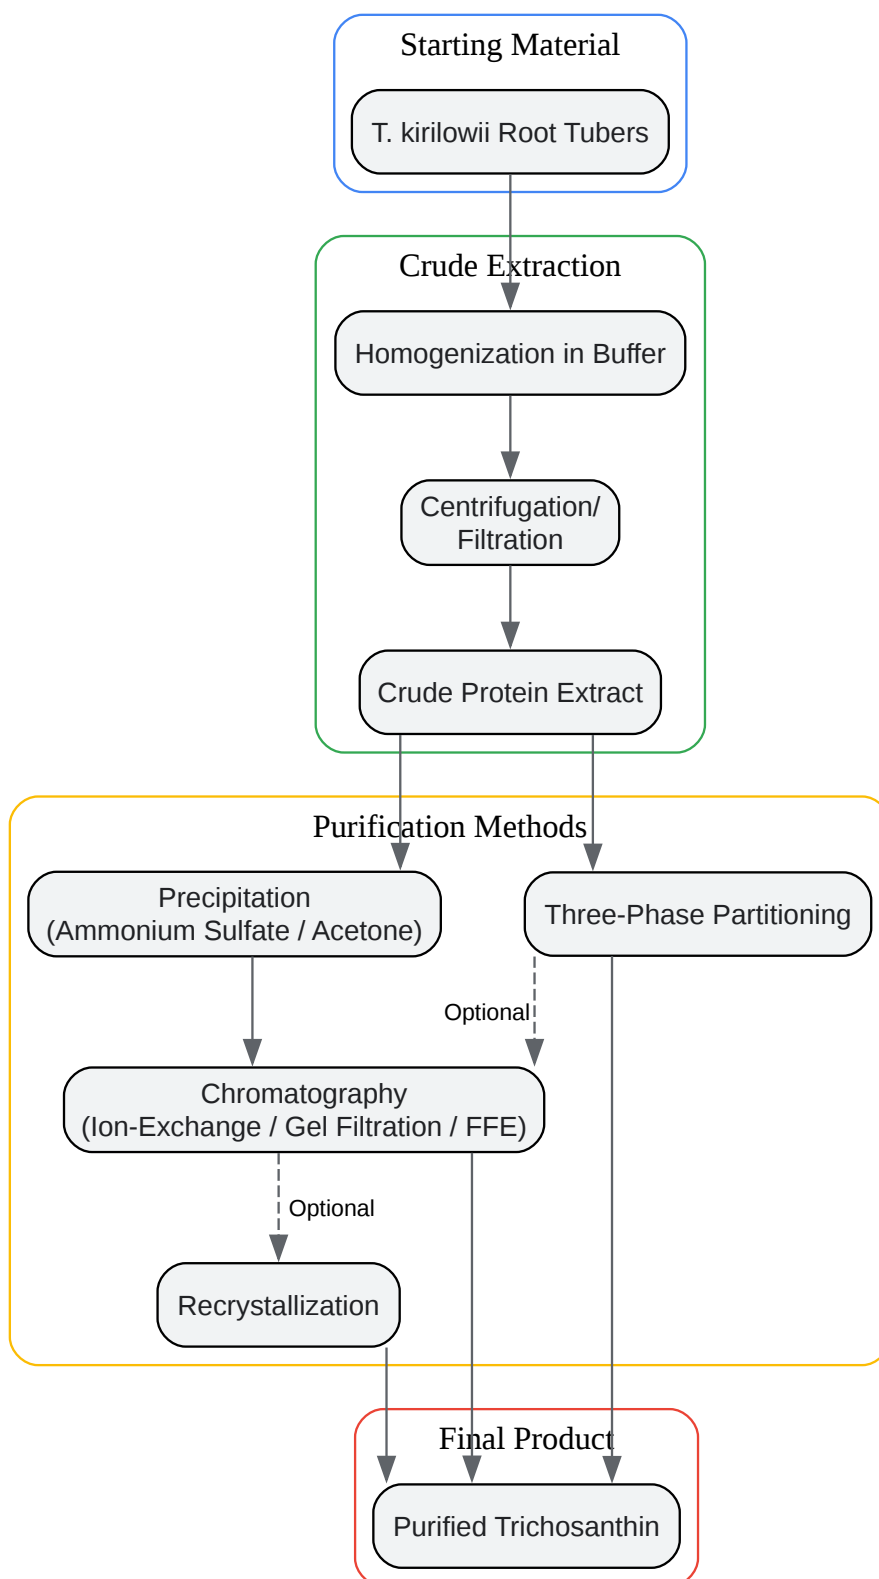 Starting Material
T. kirilowii Root Tubers
Crude Extraction
Homogenization in Buffer
Centrifugation/
Filtration
Crude Protein Extract
Purification Methods
Precipitation
(Ammonium Sulfate / Acetone)
Three-Phase Partitioning
Optional
Chromatography
(Ion-Exchange / Gel Filtration / FFE)
Optional
Recrystallization
Final Product
Purified Trichosanthin